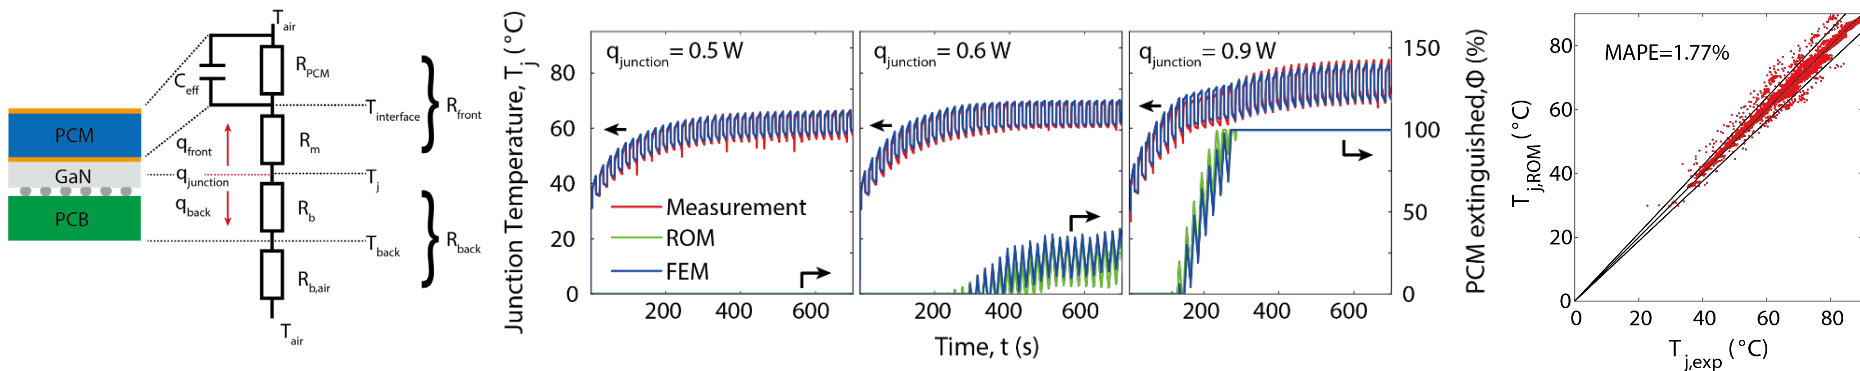 T_air
C_eff
R_PCM
T_interface
R_front
PCM
q_front
R_m
GaN
q_junction
T_j
q_back
R_b
PCB
T_back
R_back
R_b,air
T_air
Junction Temperature, T_j (°C)
q_junction = 0.5 W
q_junction = 0.6 W
q_junction = 0.9 W
80
60
40
20
0
Measurement
ROM
FEM
200 400 600
200 400 600
200 400 600
Time, t (s)
150
100
50
0
PCM extinguished,Φ (%)
MAPE=1.77%
T_j,ROM (°C)
80
60
40
20
0
0 20 40 60 80
T_j,exp (°C)